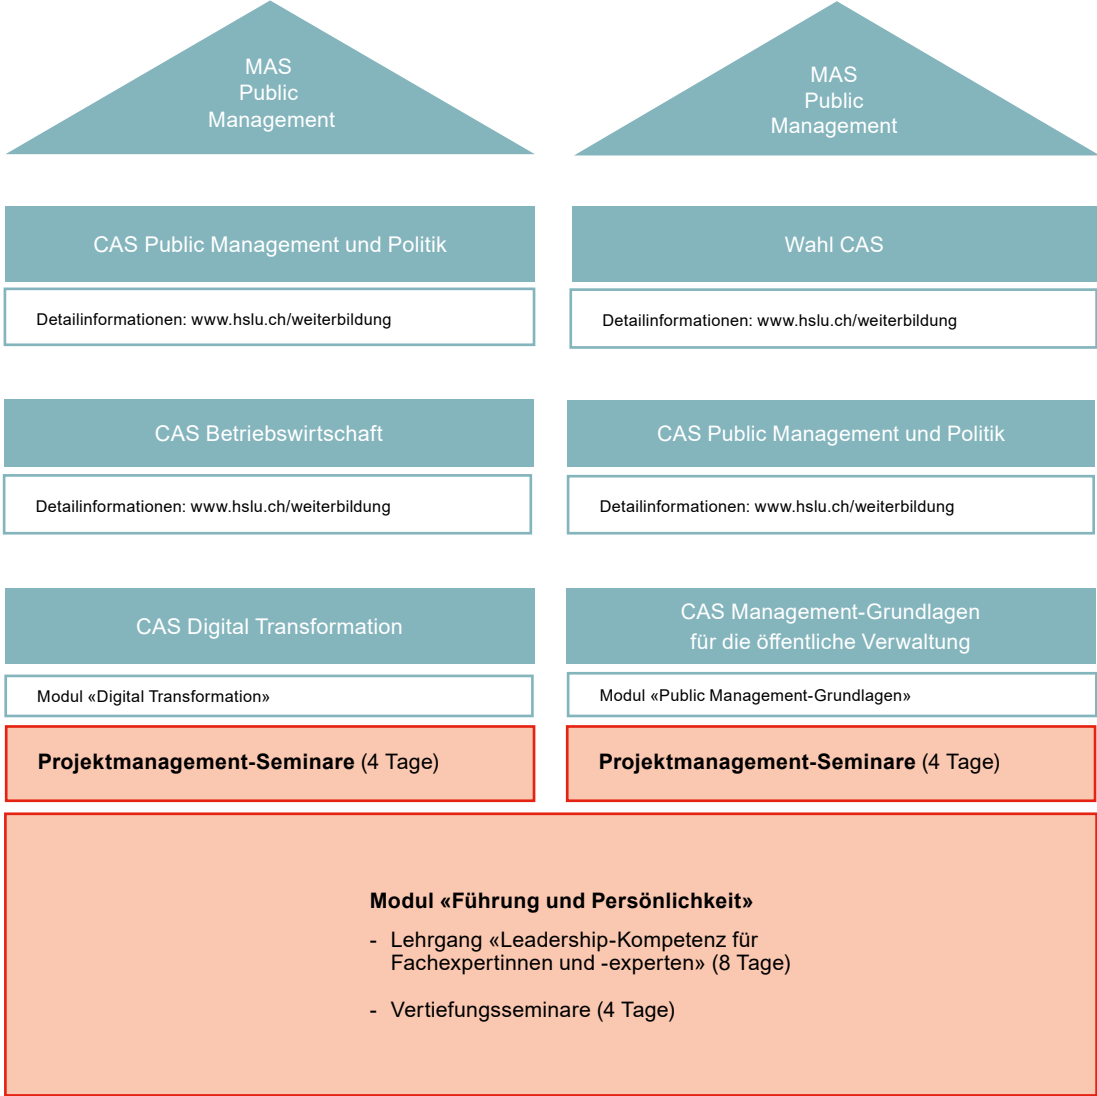 MAS
Public
Management
MAS
Public
Management
CAS Public Management und Politik
Wahl CAS
Detailinformationen: www.hslu.ch/weiterbildung
Detailinformationen: www.hslu.ch/weiterbildung
CAS Betriebswirtschaft
CAS Public Management und Politik
Detailinformationen: www.hslu.ch/weiterbildung
Detailinformationen: www.hslu.ch/weiterbildung
CAS Digital Transformation
CAS Management-Grundlagen
für die öffentliche Verwaltung
Modul «Digital Transformation»
Modul «Public Management-Grundlagen»
Projektmanagement-Seminare (4 Tage)
Projektmanagement-Seminare (4 Tage)
Modul «Führung und Persönlichkeit»
- Lehrgang «Leadership-Kompetenz für
Fachexpertinnen und -experten» (8 Tage)
- Vertiefungsseminare (4 Tage)